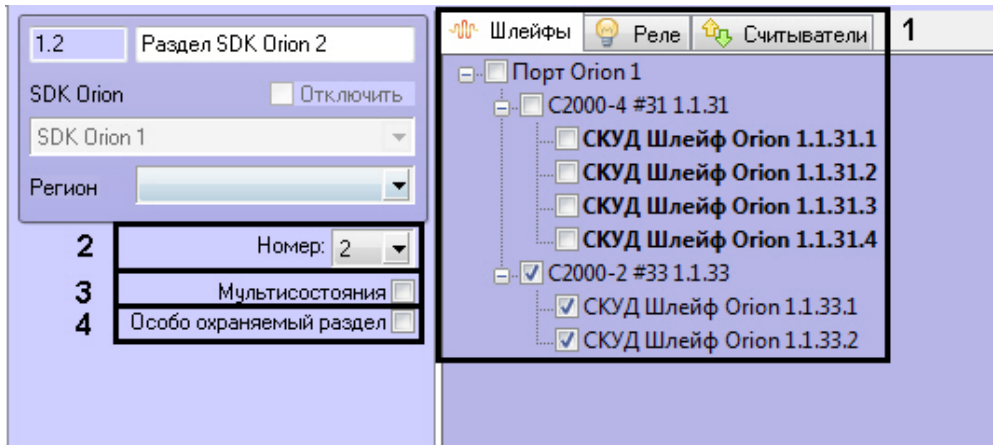 1.2 Раздел SDK Orion 2
SDK Orion Отключить
SDK Orion 1
Регион
2 Номер: 2
3 Мультисостояния
4 Особо охраняемый раздел
Шлейфы Реле Считыватели 1
Порт Orion 1
С2000-4 #31 1.1.31
СКУД Шлейф Orion 1.1.31.1
СКУД Шлейф Orion 1.1.31.2
СКУД Шлейф Orion 1.1.31.3
СКУД Шлейф Orion 1.1.31.4
С2000-2 #33 1.1.33
СКУД Шлейф Orion 1.1.33.1
СКУД Шлейф Orion 1.1.33.2